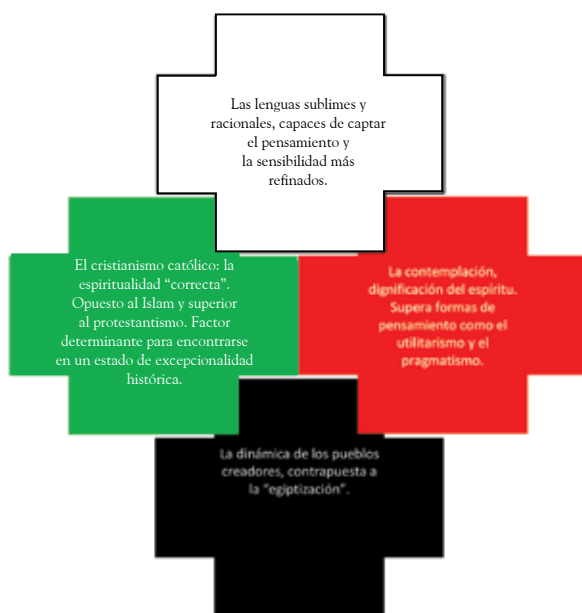 Las lenguas sublimes y
racionales, capaces de captar
el pensamiento y
la sensibilidad más
refinados.
El cristianismo católico: la
espiritualidad “correcta”.
Opuesto al Islam y superior
al protestantismo. Factor
determinante para encontrarse
en un estado de excepcionalidad
histórica.
La contemplación,
dignificación del espíritu.
Supera formas de
pensamiento como el
utilitarismo y el
pragmatismo.
La dinámica de los pueblos
creadores, contrapuesta a
la “egiptización”.